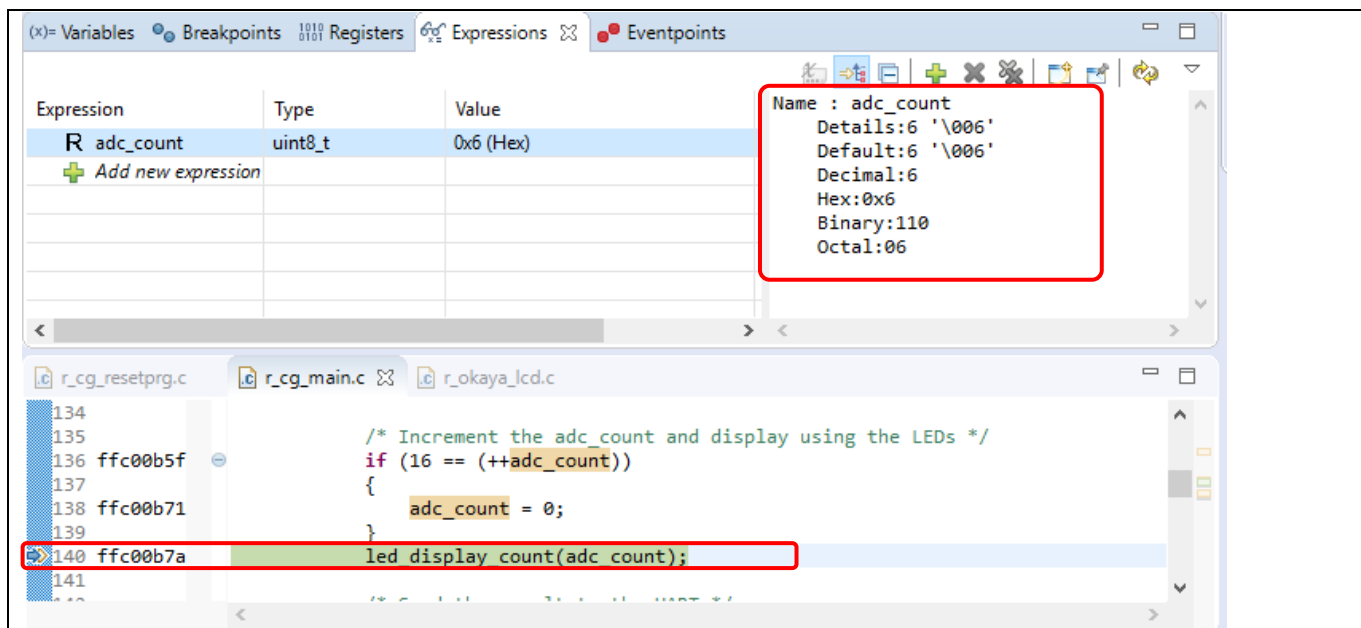 (x)= Variables Breakpoints 1010 0101 Registers Expressions Eventpoints
Expression Type Value
R adc_count uint8_t 0x6 (Hex)
Add new expression
Name : adc_count
Details:6 '\006'
Default:6 '\006'
Decimal:6
Hex:0x6
Binary:110
Octal:06
r_cg_resetprg.c r_cg_main.c r_okaya_lcd.c
134
135 /* Increment the adc_count and display using the LEDs */
136 ffc00b5f if (16 == (++adc_count))
137 {
138 ffc00b71 adc_count = 0;
139 }
140 ffc00b7a led_display_count(adc_count);
141